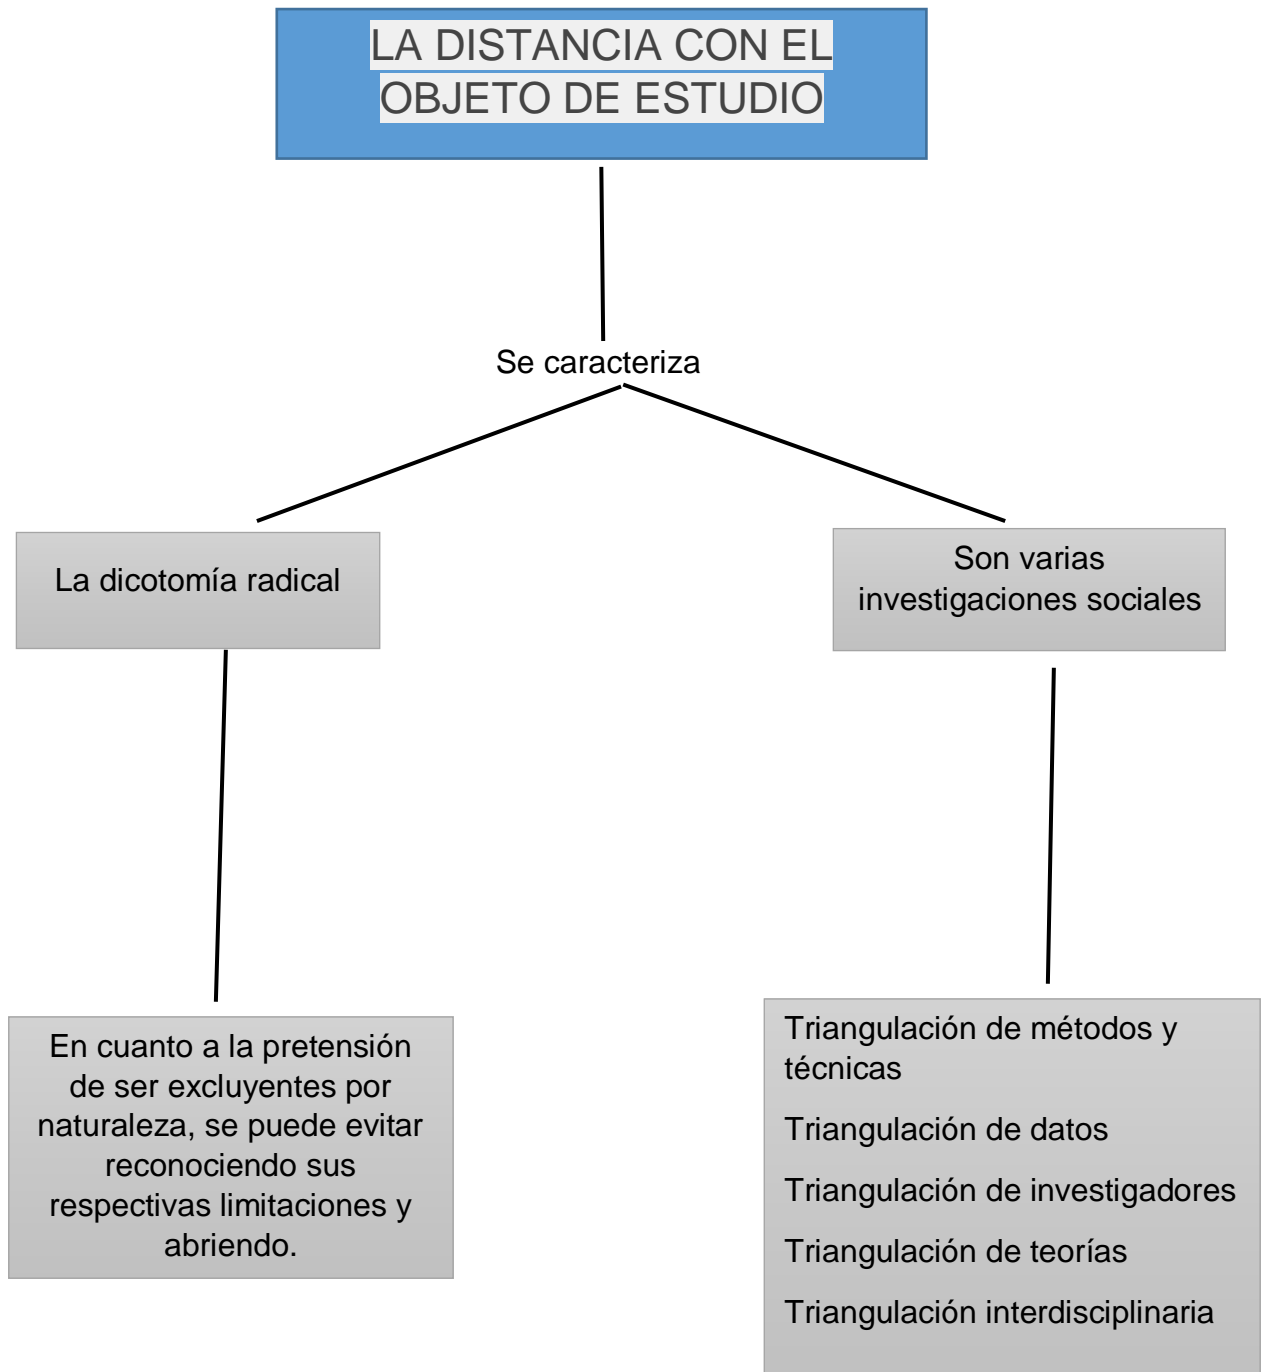 LA DISTANCIA CON EL
OBJETO DE ESTUDIO
Se caracteriza
La dicotomía radical
Son varias
investigaciones sociales
En cuanto a la pretensión
de ser excluyentes por
naturaleza, se puede evitar
reconociendo sus
respectivas limitaciones y
abriendo.
Triangulación de métodos y
técnicas
Triangulación de datos
Triangulación de investigadores
Triangulación de teorías
Triangulación interdisciplinaria